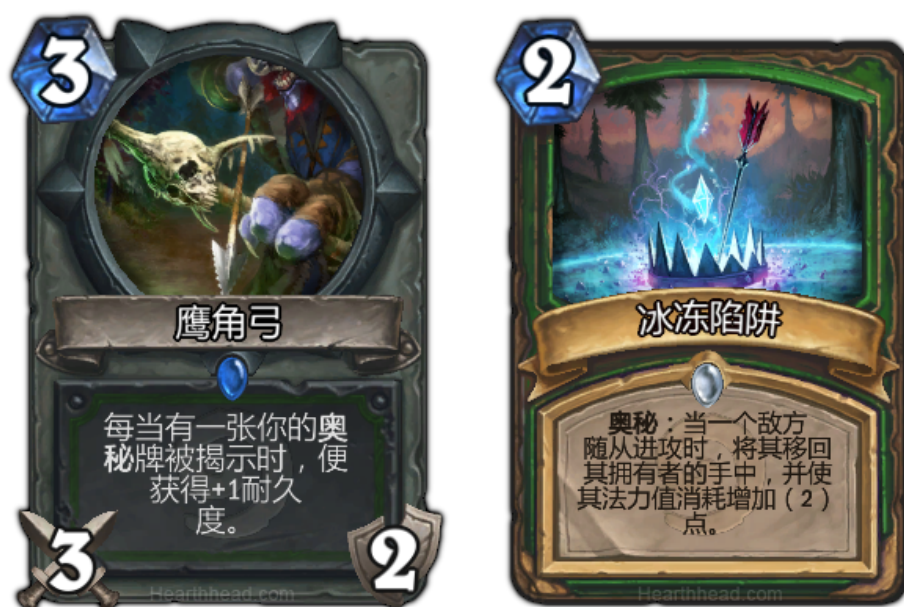 3
鹰角弓
每当有一张你的奥
秘牌被揭示时，便
获得+1耐久
度。
3
2
Hearthhead.com
2
冰冻陷阱
奥秘：当一个敌方
随从进攻时，将其移回
其拥有者的手中，并使
其法力值消耗增加（2）
点。
Hearthhead.com